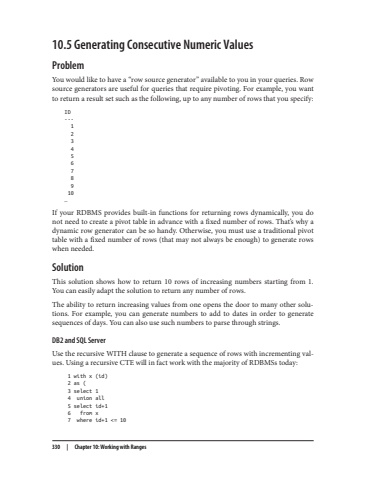 10.5 Generating Consecutive Numeric Values
Problem
You would like to have a “row source generator” available to you in your queries. Row
source generators are useful for queries that require pivoting. For example, you want
to return a result set such as the following, up to any number of rows that you specify:
ID
---
1
2
3
4
5
6
7
8
9
10
…
If your RDBMS provides built-in functions for returning rows dynamically, you do
not need to create a pivot table in advance with a fixed number of rows. That’s why a
dynamic row generator can be so handy. Otherwise, you must use a traditional pivot
table with a fixed number of rows (that may not always be enough) to generate rows
when needed.
Solution
This solution shows how to return 10 rows of increasing numbers starting from 1.
You can easily adapt the solution to return any number of rows.
The ability to return increasing values from one opens the door to many other solu-
tions. For example, you can generate numbers to add to dates in order to generate
sequences of days. You can also use such numbers to parse through strings.
DB2 and SQL Server
Use the recursive WITH clause to generate a sequence of rows with incrementing val-
ues. Using a recursive CTE will in fact work with the majority of RDBMSs today:
1 with x (id)
2 as (
3 select 1
4 union all
5 select id+1
6 from x
7 where id+1 <= 10
330 | Chapter 10: Working with Ranges